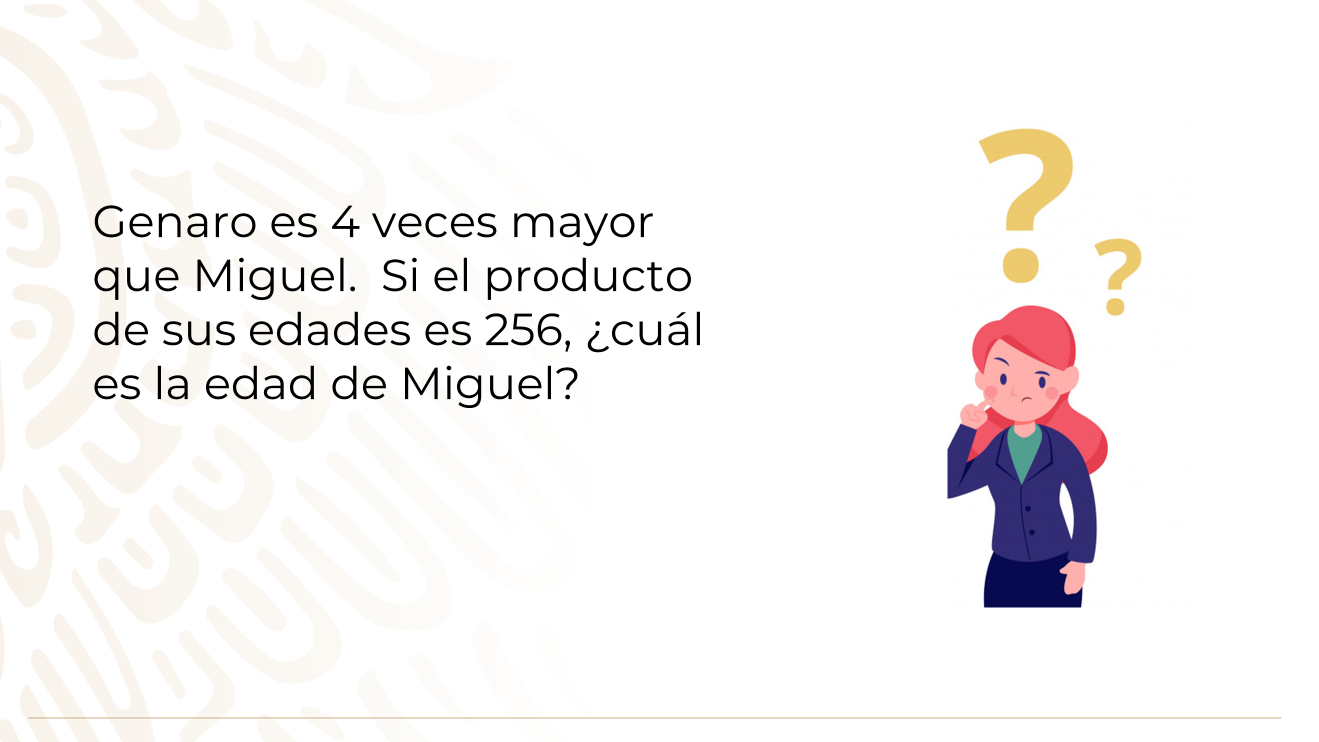 Genaro es 4 veces mayor
que Miguel.  Si el producto
de sus edades es 256, ¿cuál
es la edad de Miguel?
? 
?